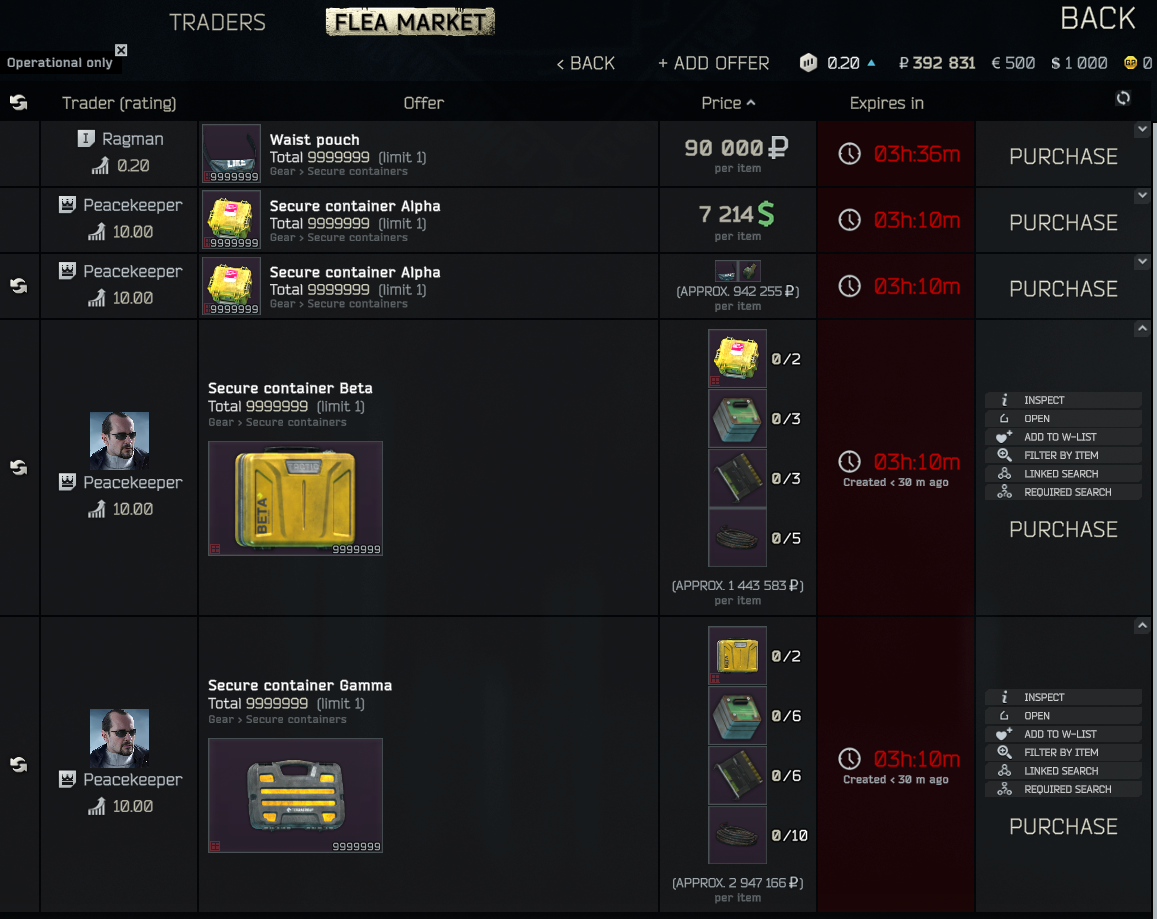 TRADERS
FLEA MARKET
BACK
Operational only
< BACK
+ ADD OFFER
0.20
₽ 392 831
€ 500
$ 1 000
GP 0
Trader (rating)
Offer
Price
Expires in
I Ragman
0.20
9999999
Waist pouch
Total 9999999 (limit 1)
Gear > Secure containers
90 000 ₽
per item
03h:36m
PURCHASE
Peacekeeper
10.00
9999999
Secure container Alpha
Total 9999999 (limit 1)
Gear > Secure containers
7 214 $
per item
03h:10m
PURCHASE
Peacekeeper
10.00
9999999
Secure container Alpha
Total 9999999 (limit 1)
Gear > Secure containers
(APPROX. 942 255 ₽)
per item
03h:10m
PURCHASE
Peacekeeper
10.00
Secure container Beta
Total 9999999 (limit 1)
Gear > Secure containers
BETA
9999999
0/2
0/3
0/3
0/5
(APPROX. 1 443 583 ₽)
per item
03h:10m
Created < 30 m ago
INSPECT
OPEN
ADD TO W-LIST
FILTER BY ITEM
LINKED SEARCH
REQUIRED SEARCH
PURCHASE
Peacekeeper
10.00
Secure container Gamma
Total 9999999 (limit 1)
Gear > Secure containers
9999999
0/2
0/6
0/6
0/10
(APPROX. 2 947 166 ₽)
per item
03h:10m
Created < 30 m ago
INSPECT
OPEN
ADD TO W-LIST
FILTER BY ITEM
LINKED SEARCH
REQUIRED SEARCH
PURCHASE